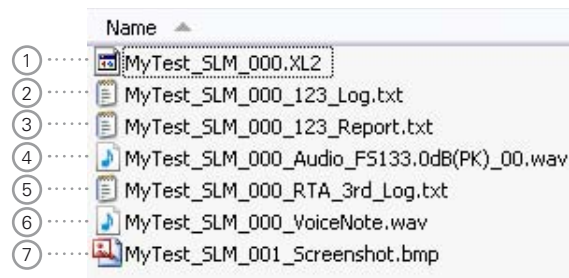 Name
1 MyTest_SLM_000.XL2
2 MyTest_SLM_000_123_Log.txt
3 MyTest_SLM_000_123_Report.txt
4 MyTest_SLM_000_Audio_FS133.0dB(PK)_00.wav
5 MyTest_SLM_000_RTA_3rd_Log.txt
6 MyTest_SLM_000_VoiceNote.wav
7 MyTest_SLM_001_Screenshot.bmp